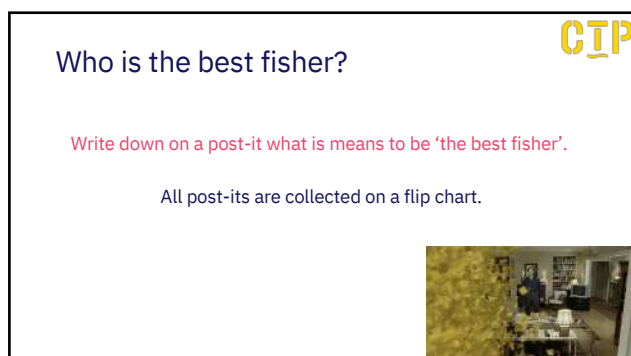 CTP
Who is the best fisher?
Write down on a post-it what is means to be ‘the best fisher’.
All post-its are collected on a flip chart.